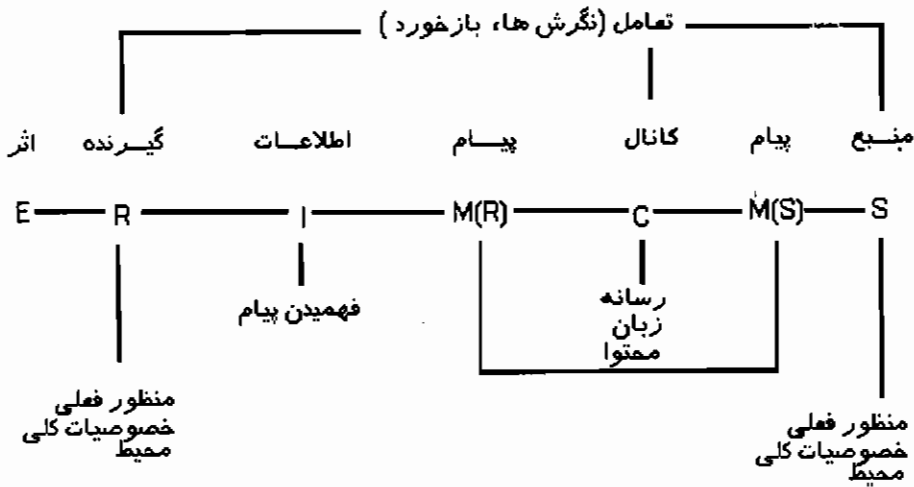 تعامل (نگرش ها، بازخورد)
منبع پیام کانال پیام اطلاعات گیرنده اثر
E R I M(R) C M(S) S
فهمیدن پیام
رسانه
زبان
محتوا
منظور فعلی
خصوصیات کلی
محیط
منظور فعلی
خصوصیات کلی
محیط